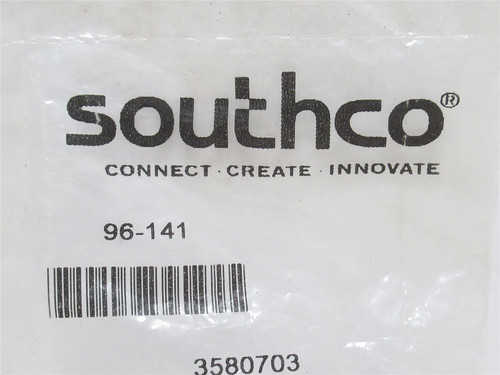 southco®
CONNECT · CREATE · INNOVATE
96-141
3580703